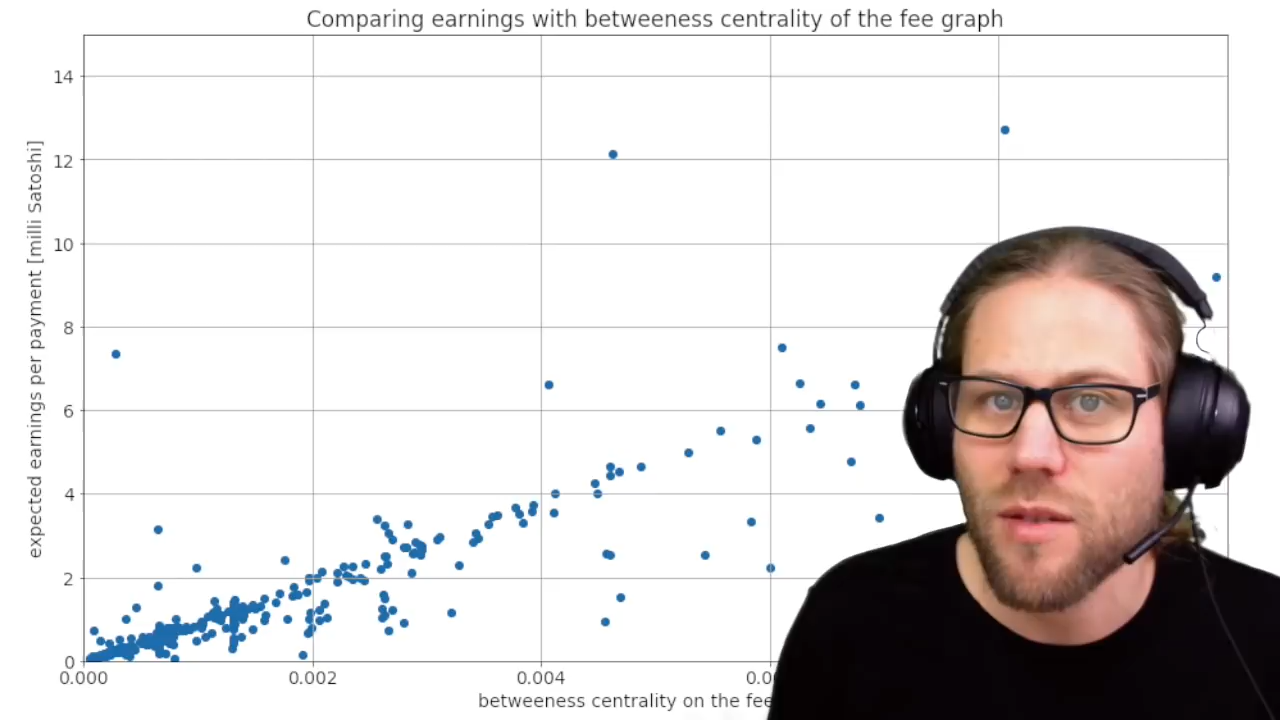 Comparing earnings with betweeness centrality of the fee graph
expected earnings per payment [milli Satoshi]
14
12
10
8
6
4
2
0
0.000 0.002 0.004
betweeness centrality on the fee